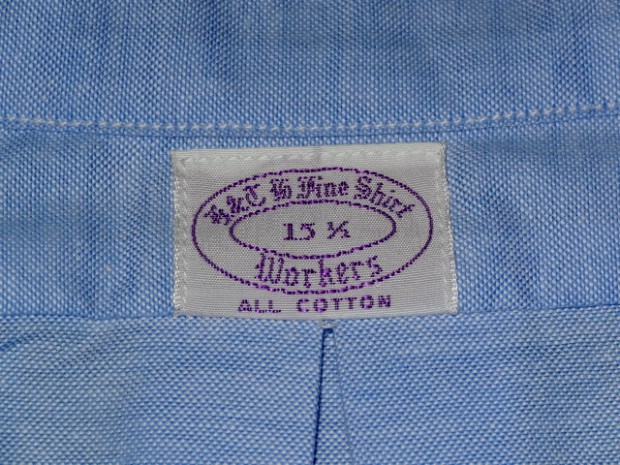 K&T H Fine Shirt
15 ½
Workers
ALL COTTON